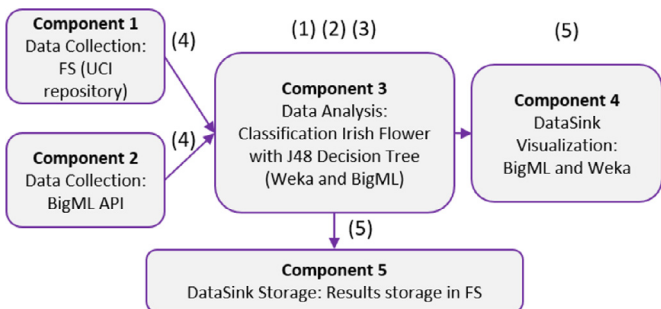 Component 1
Data Collection:
FS (UCI
repository)
(4)
(1) (2) (3)
(5)
Component 3
Data Analysis:
Classification Irish Flower
with J48 Decision Tree
(Weka and BigML)
Component 4
DataSink
Visualization:
BigML and Weka
Component 2
Data Collection:
BigML API
(4)
(5)
Component 5
DataSink Storage: Results storage in FS